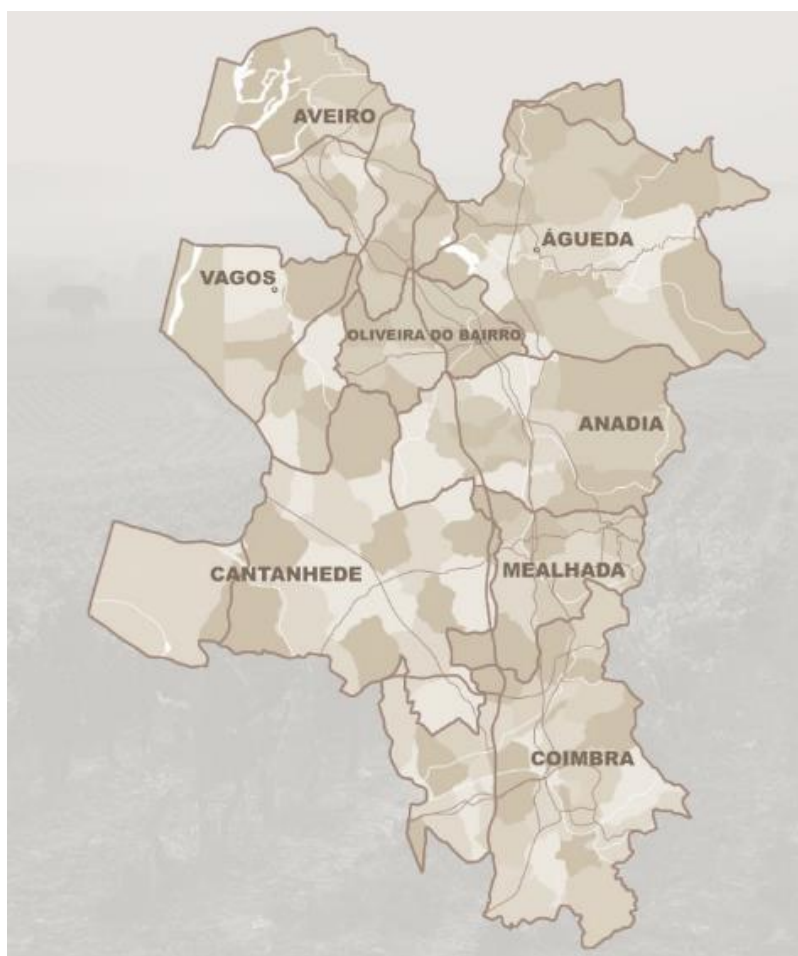 AVEIRO
ÁGUEDA
VAGOS
OLIVEIRA DO BAIRRO
ANADIA
CANTANHEDE
MEALHADA
COIMBRA